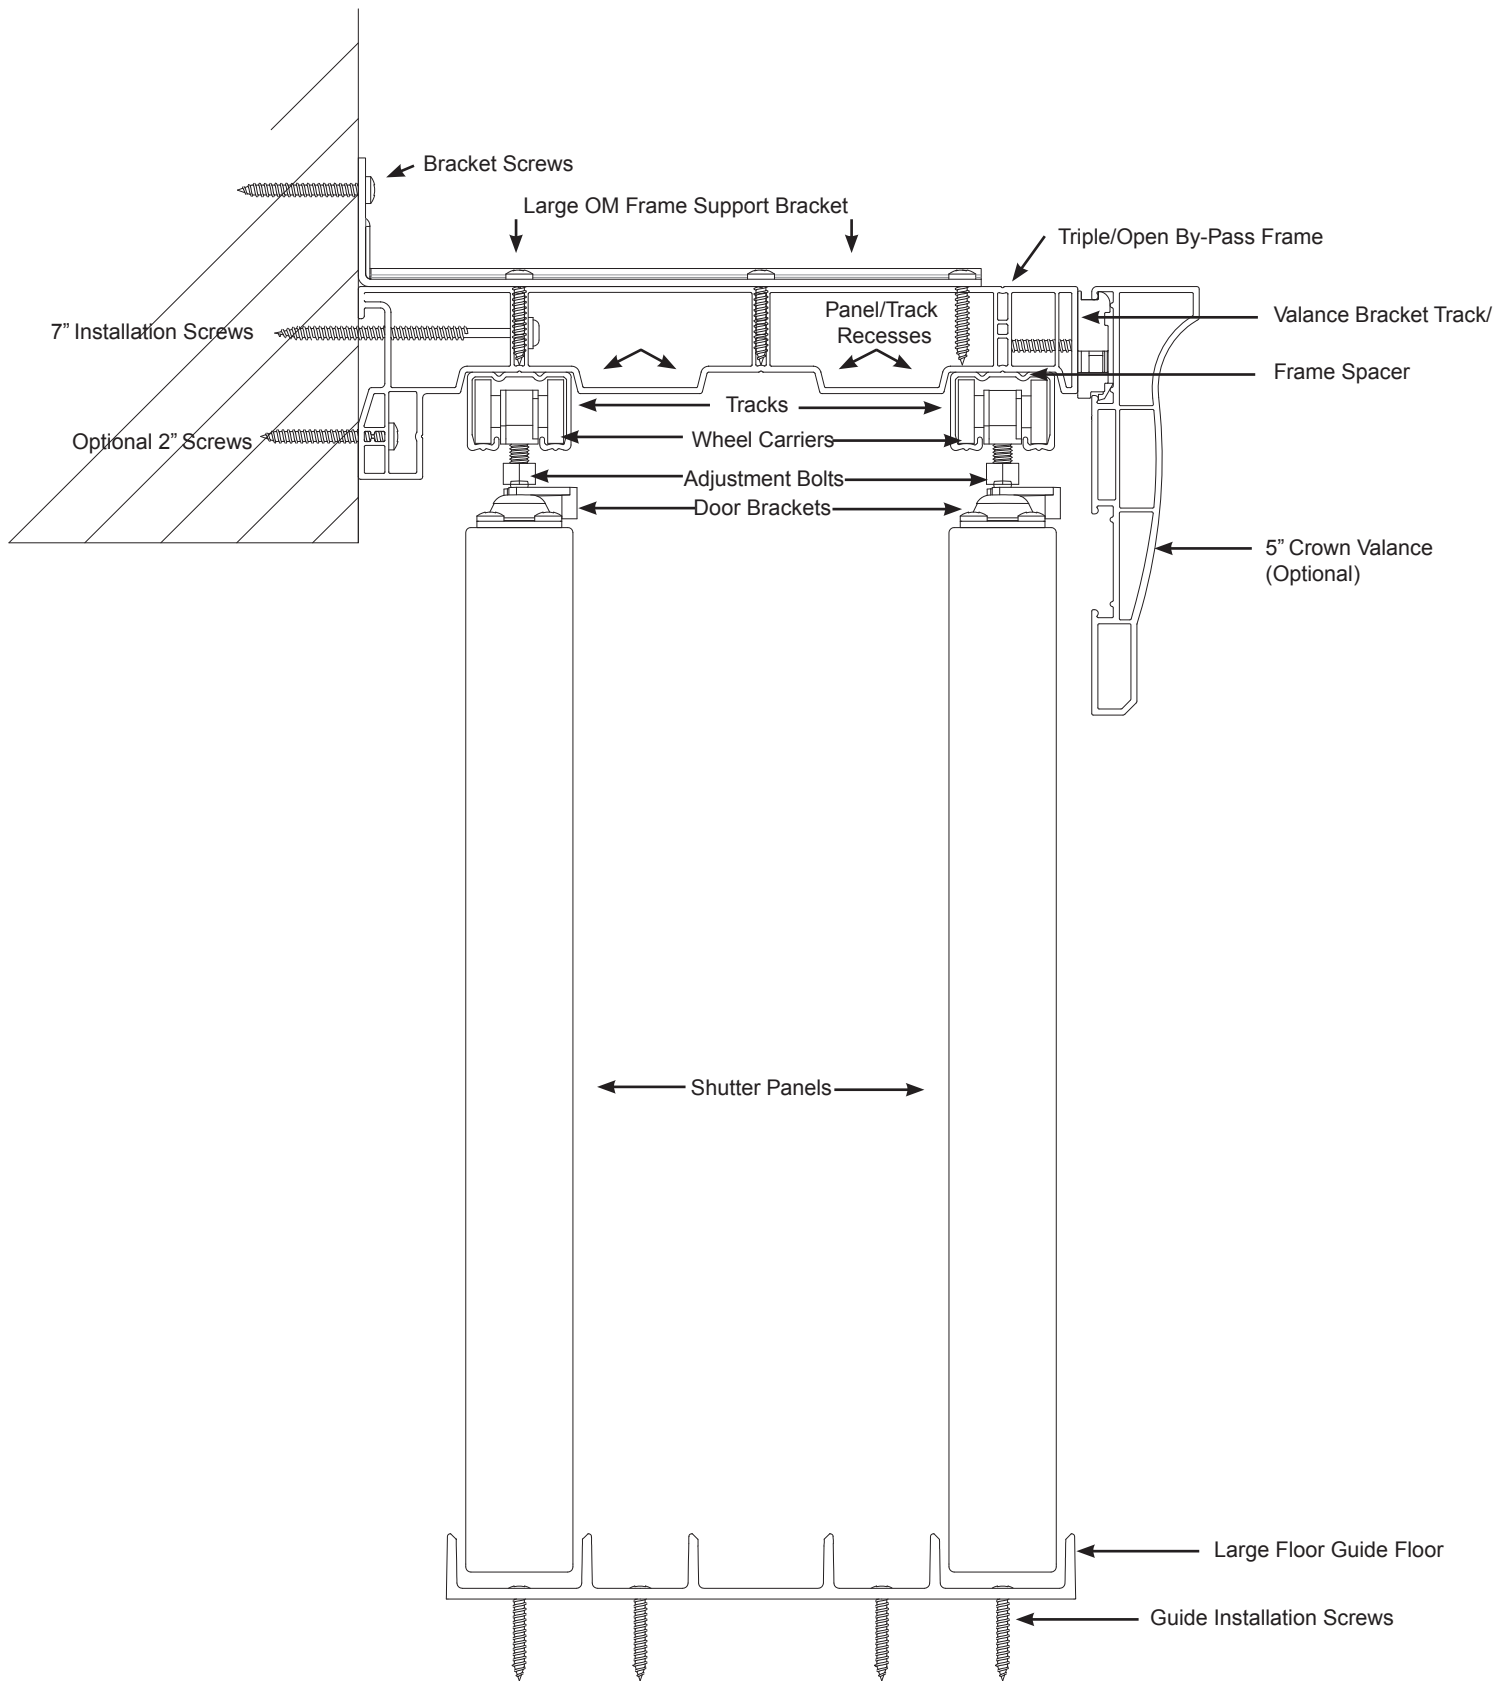 Bracket Screws
Large OM Frame Support Bracket
Triple/Open By-Pass Frame
Panel/Track
Recesses
Valance Bracket Track/
7” Installation Screws
Frame Spacer
Tracks
Optional 2” Screws
Wheel Carriers
Adjustment Bolts
Door Brackets
5” Crown Valance
(Optional)
Shutter Panels
Large Floor Guide Floor
Guide Installation Screws